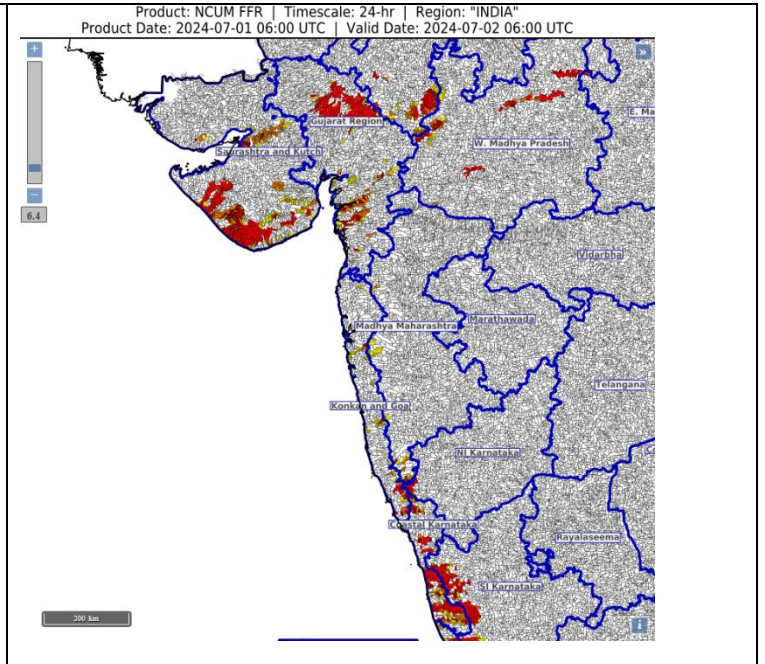 Product: NCUM FFR | Timescale: 24-hr | Region: "INDIA"
Product Date: 2024-07-01 06:00 UTC | Valid Date: 2024-07-02 06:00 UTC
+
»
E. Ma
Gujarat Region
W. Madhya Pradesh
Saurashtra and Kutch
−
6.4
Vidarbha
Madhya Maharashtra
Marathawada
Telangana
Konkan and Goa
NI Karnataka
Coastal Karnataka
Rayalaseema
SI Karnataka
200 km
i